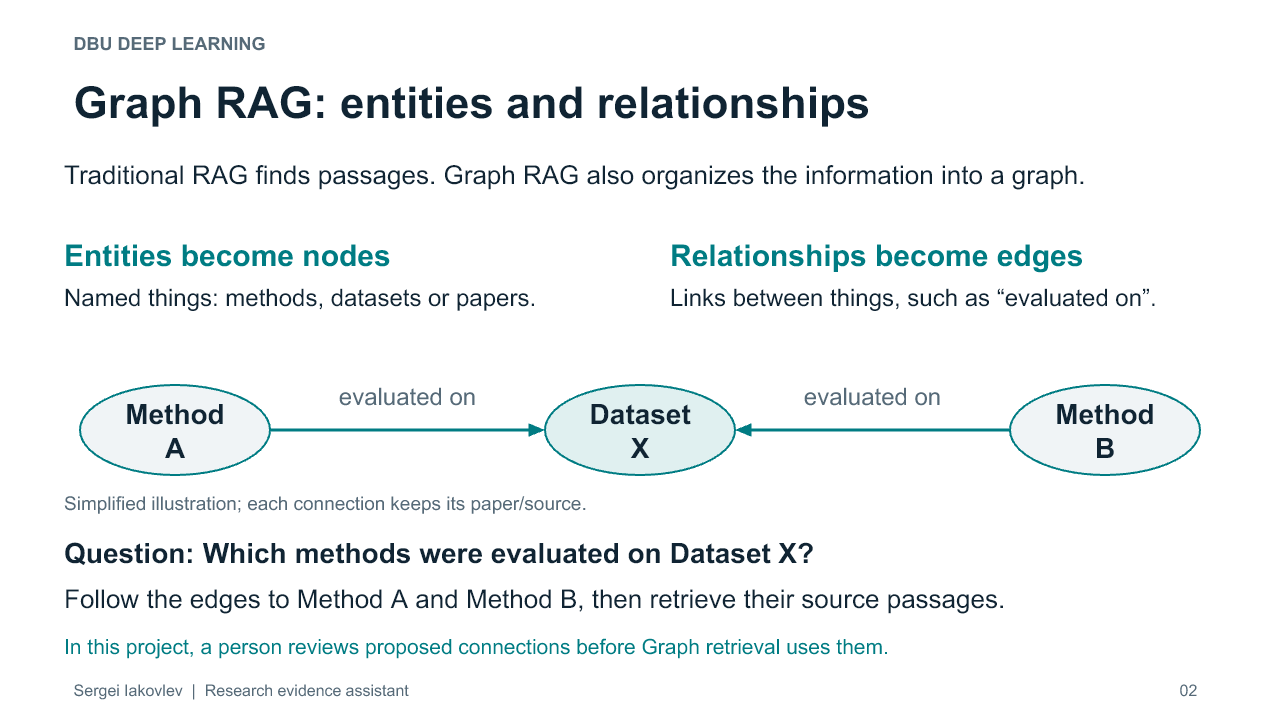 DBU DEEP LEARNING
Graph RAG: entities and relationships
Traditional RAG finds passages. Graph RAG also organizes the information into a graph.
Entities become nodes
Named things: methods, datasets or papers.
Relationships become edges
Links between things, such as “evaluated on”.
Method
A
evaluated on
Dataset
X
evaluated on
Method
B
Simplified illustration; each connection keeps its paper/source.
Question: Which methods were evaluated on Dataset X?
Follow the edges to Method A and Method B, then retrieve their source passages.
In this project, a person reviews proposed connections before Graph retrieval uses them.
Sergei Iakovlev | Research evidence assistant
02